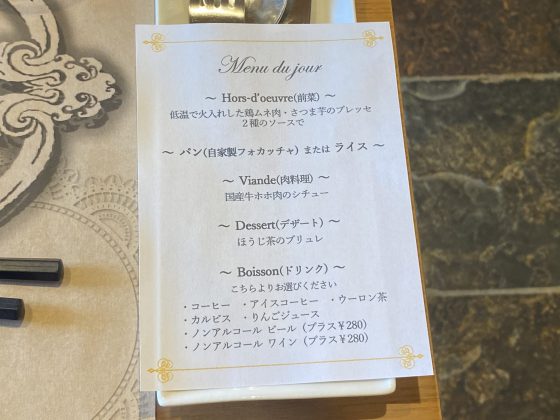 Menu du jour
～ Hors-d'oeuvre(前菜) ～
低温で火入れした鶏ムネ肉・さつま芋のプレッセ
２種のソースで
～ パン(自家製フォカッチャ) または ライス ～
～ Viande(肉料理) ～
国産牛ホホ肉のシチュー
～ Dessert(デザート) ～
ほうじ茶のブリュレ
～ Boisson(ドリンク) ～
こちらよりお選びください
・コーヒー ・アイスコーヒー ・ウーロン茶
・カルピス ・りんごジュース
・ノンアルコール ビール（プラス¥280）
・ノンアルコール ワイン（プラス¥280）